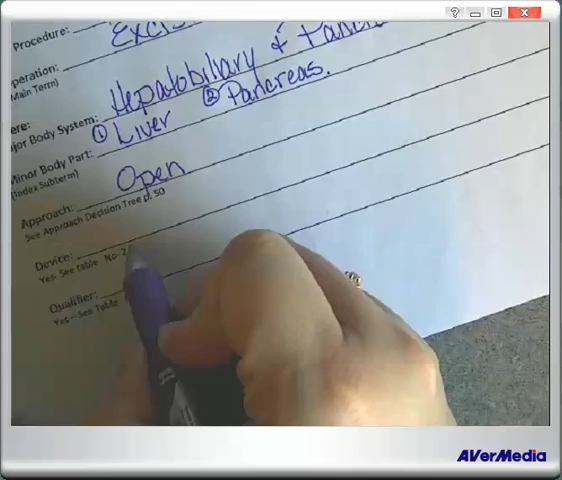 Procedure:
Excis
peration:
Main Term)
Hepatobiliary & Pancre
ere:
jor Body System:
① Liver ② Pancreas.
Minor Body Part:
(Index Subterm)
Open
Approach:
See Approach Decision Tree p. 50
Device:
Yes- See table No- Z
Qualifier:
Yes – See Table
AVerMedia